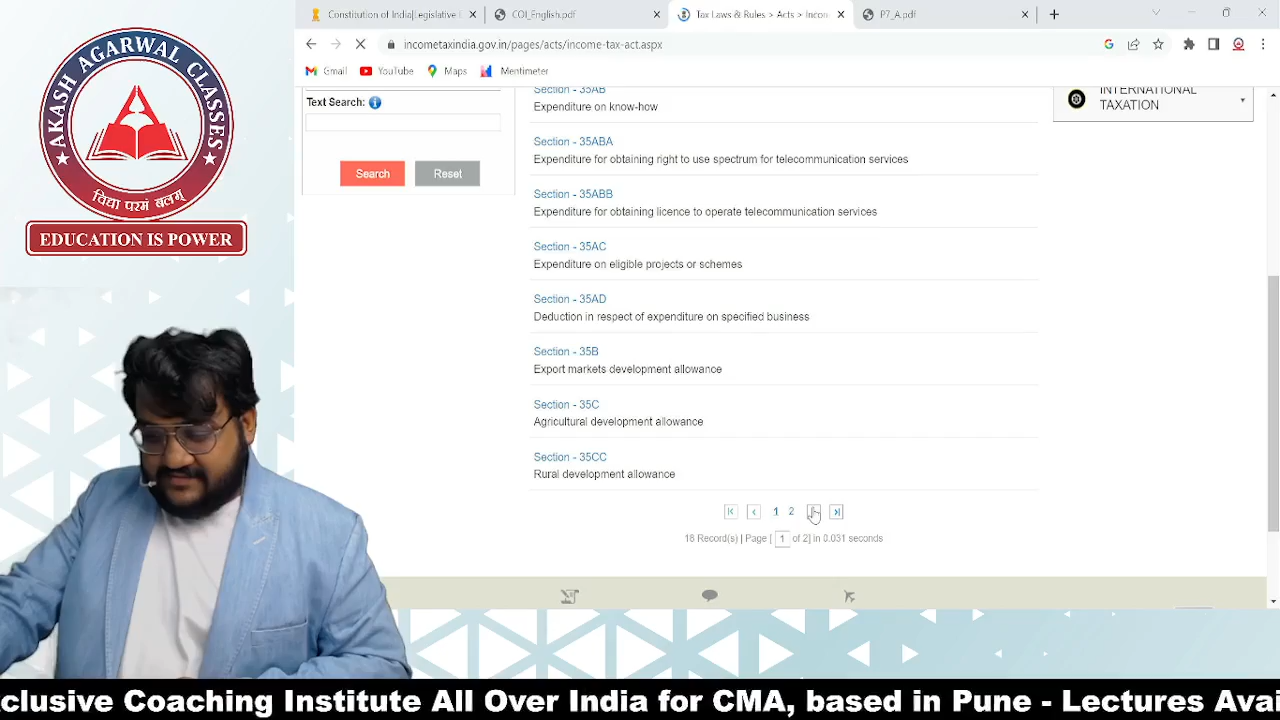 AKASH AGARWAL CLASSES
विद्या परमं बलम्
EDUCATION IS POWER
Constitution of India|Legislative I
COI_English.pdf
Tax Laws & Rules > Acts > Incom
P7_A.pdf
incometaxindia.gov.in/pages/acts/income-tax-act.aspx
Gmail
YouTube
Maps
Mentimeter
Text Search:
Search
Reset
Section - 35AB
Expenditure on know-how
Section - 35ABA
Expenditure for obtaining right to use spectrum for telecommunication services
Section - 35ABB
Expenditure for obtaining licence to operate telecommunication services
Section - 35AC
Expenditure on eligible projects or schemes
Section - 35AD
Deduction in respect of expenditure on specified business
Section - 35B
Export markets development allowance
Section - 35C
Agricultural development allowance
Section - 35CC
Rural development allowance
1 2
18 Record(s) | Page [ 1 of 2] in 0.031 seconds
INTERNATIONAL
TAXATION
xclusive Coaching Institute All Over India for CMA, based in Pune - Lectures Avai